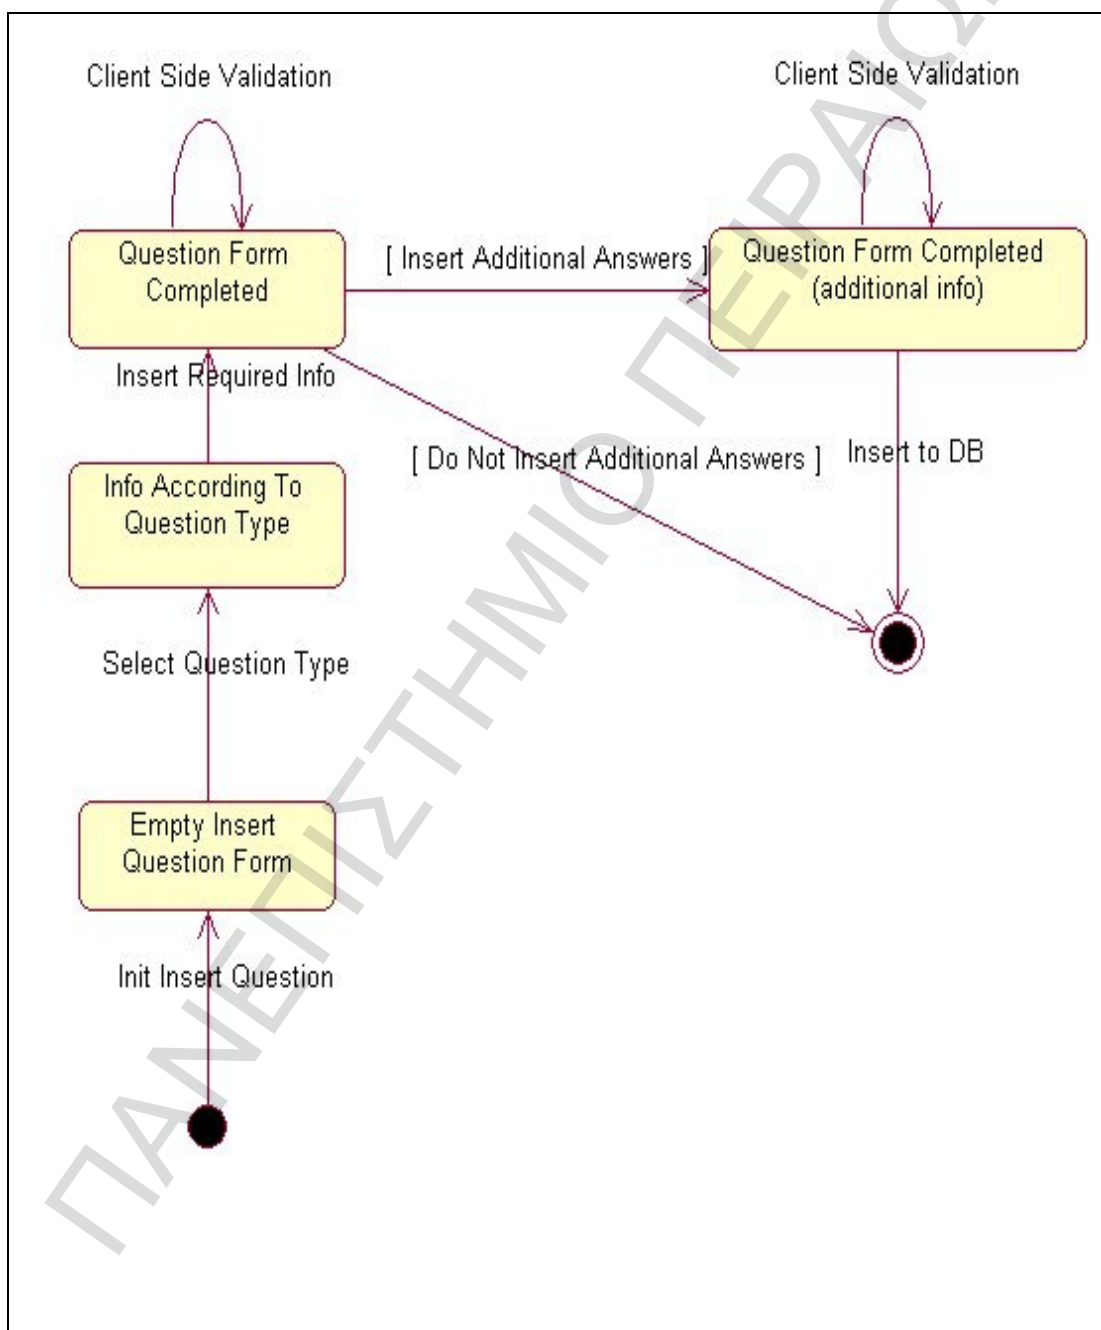 Client Side Validation
Client Side Validation
Question Form
Completed
[ Insert Additional Answers ]
Question Form Completed
(additional info)
Insert Required Info
[ Do Not Insert Additional Answers ]
Insert to DB
Info According To
Question Type
Select Question Type
Empty Insert
Question Form
Init Insert Question
ΠΑΝΕΠΙΣΤΗΜΙΟ ΠΕΙΡΑΙΩ